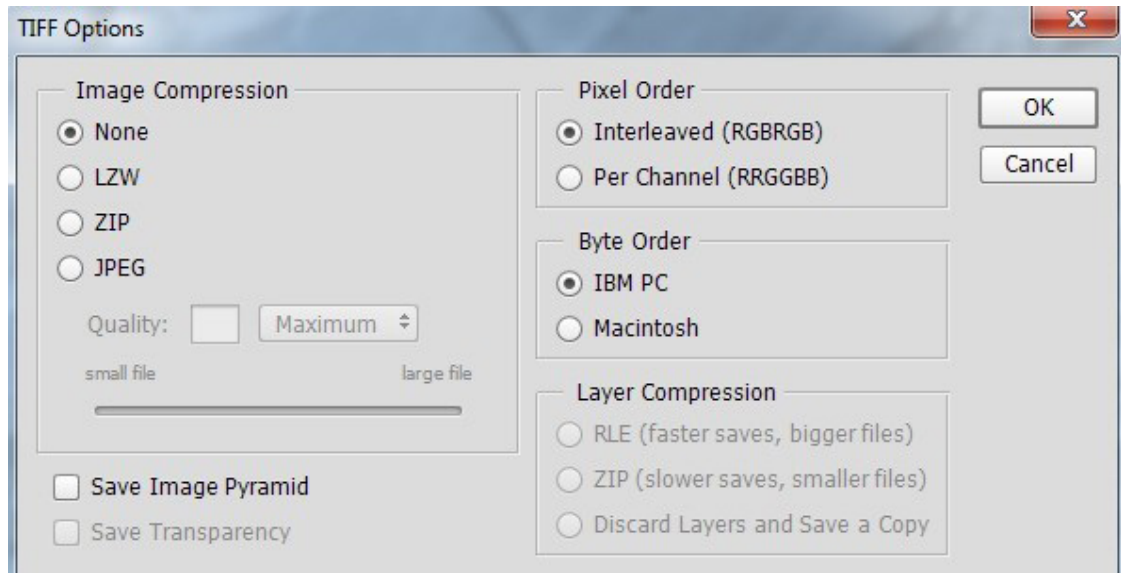 TIFF Options
x
Image Compression
None
LZW
ZIP
JPEG
Quality: Maximum
small file large file
Save Image Pyramid
Save Transparency
Pixel Order
Interleaved (RGBRGB)
Per Channel (RRGGBB)
Byte Order
IBM PC
Macintosh
Layer Compression
RLE (faster saves, bigger files)
ZIP (slower saves, smaller files)
Discard Layers and Save a Copy
OK
Cancel